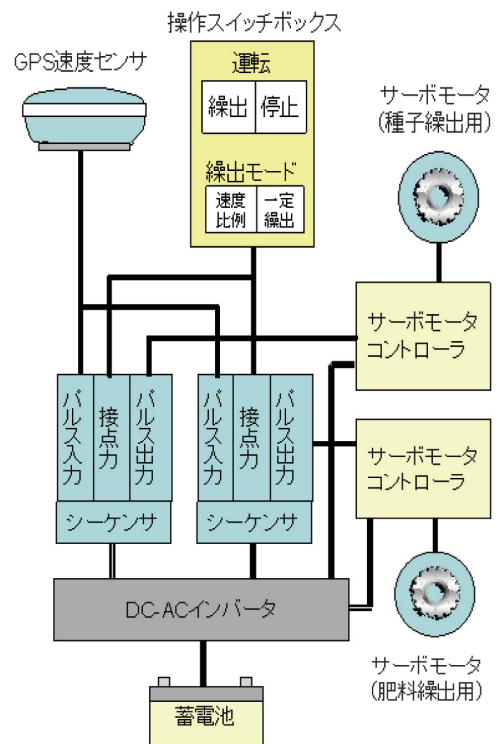 操作スイッチボックス
GPS速度センサ
運転
繰出
停止
繰出モード
速度
比例
一定
繰出
サーボモータ
(種子繰出用)
サーボモータ
コントローラ
パルス入力
接点力
パルス出力
シーケンサ
パルス入力
接点力
パルス出力
シーケンサ
サーボモータ
コントローラ
DC-ACインバータ
サーボモータ
(肥料繰出用)
蓄電池